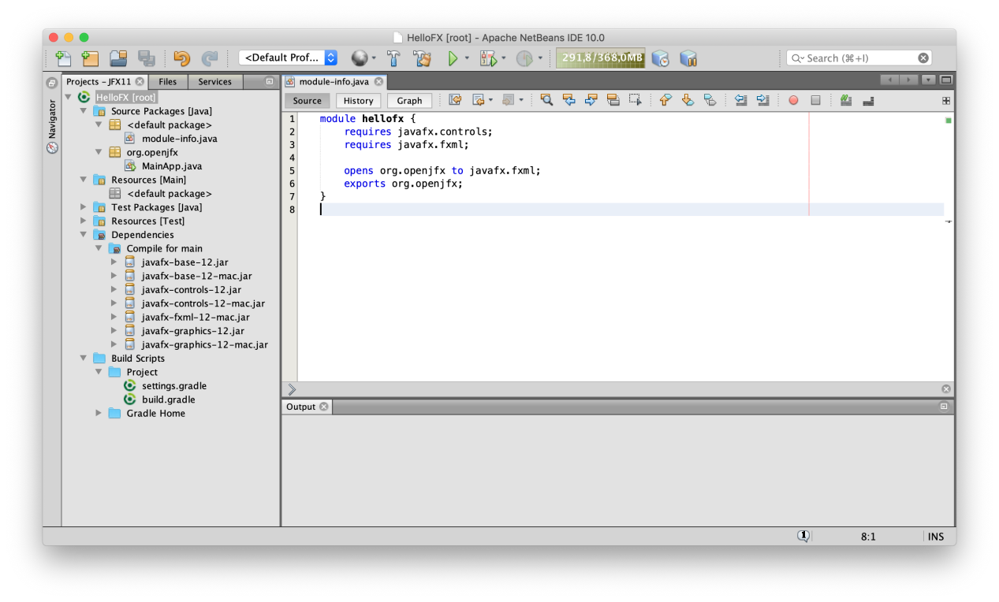 HelloFX [root] - Apache NetBeans IDE 10.0
<Default Prof...
291,8/368,0MB
Search (⌘+I)
Projects - JFX11
Files
Services
module-info.java
Navigator
Source
History
Graph
HelloFX [root]
Source Packages [Java]
<default package>
module-info.java
org.openjfx
MainApp.java
Resources [Main]
<default package>
Test Packages [Java]
Resources [Test]
Dependencies
Compile for main
javafx-base-12.jar
javafx-base-12-mac.jar
javafx-controls-12.jar
javafx-controls-12-mac.jar
javafx-fxml-12-mac.jar
javafx-graphics-12.jar
javafx-graphics-12-mac.jar
Build Scripts
Project
settings.gradle
build.gradle
Gradle Home
1 module hellofx {
2 requires javafx.controls;
3 requires javafx.fxml;
4
5 opens org.openjfx to javafx.fxml;
6 exports org.openjfx;
7 }
8
Output
1
8:1
INS